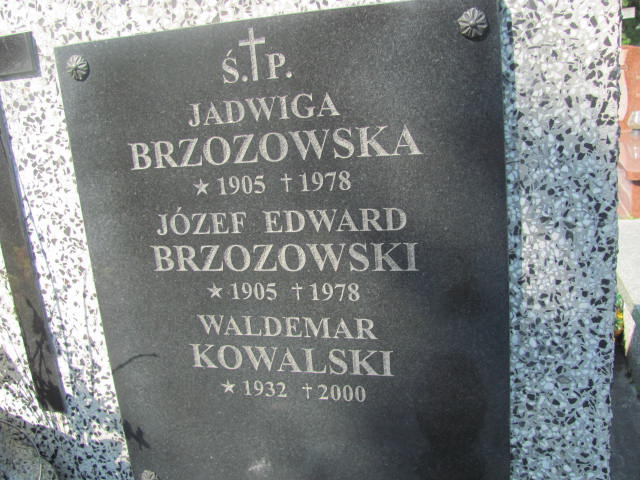 Ś.†P.
JADWIGA
BRZOZOWSKA
★ 1905 † 1978
JÓZEF EDWARD
BRZOZOWSKI
★ 1905 † 1978
WALDEMAR
KOWALSKI
★ 1932 † 2000